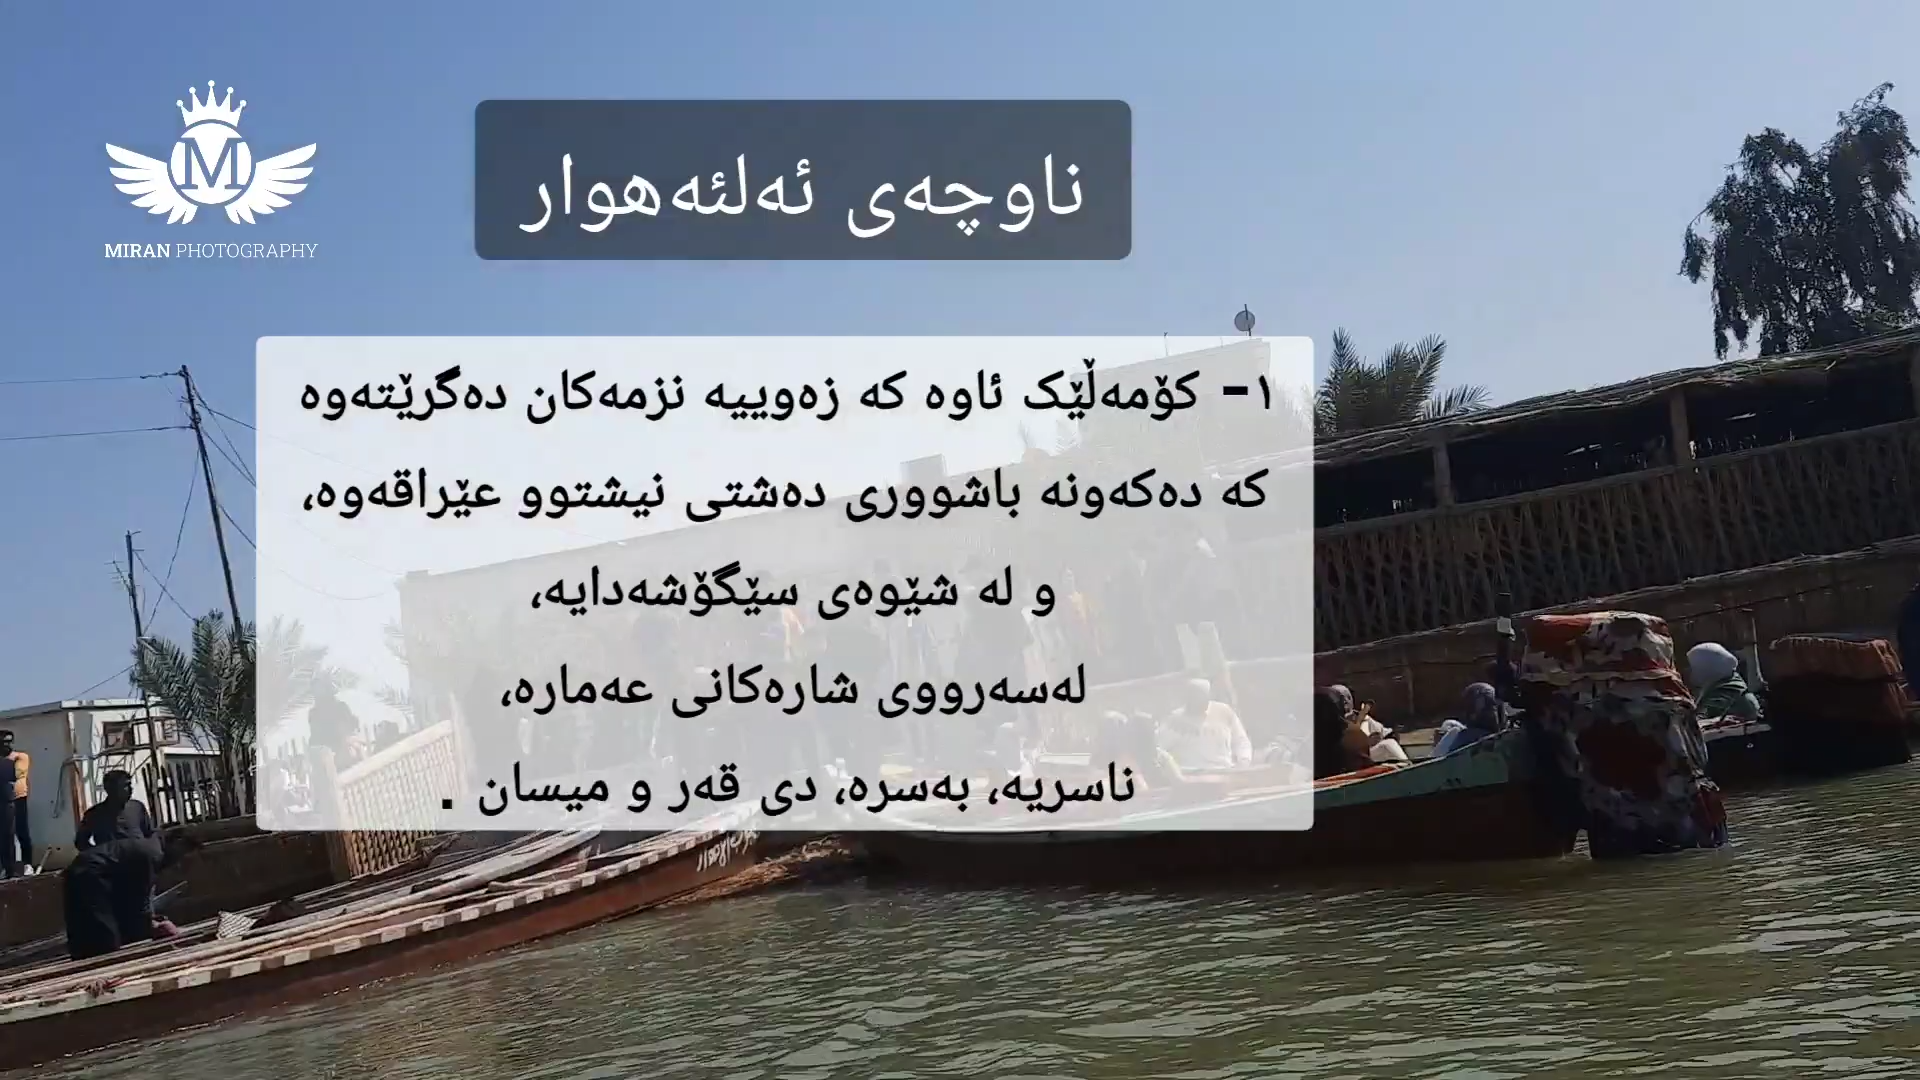 M
MIRAN PHOTOGRAPHY
ناوچەی ئەلئەهوار
١- کۆمەڵێک ئاوە کە زەوییە نزمەکان دەگرێتەوە
کە دەکەونە باشووری دەشتی نیشتوو عێراقەوە،
و لە شێوەی سێگۆشەدایە،
لەسەرووی شارەکانی عەمارە،
ناسریە، بەسرە، دی قەر و میسان .